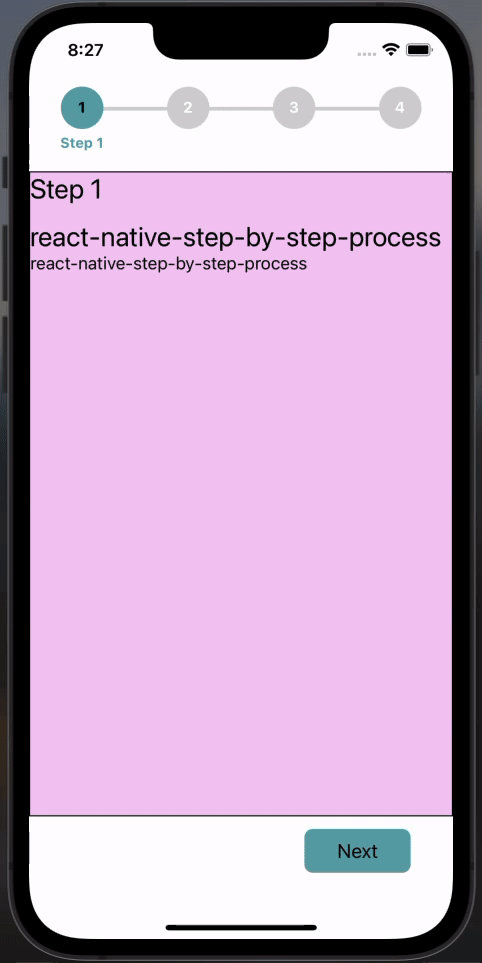 8:27
1 2 3 4
Step 1
Step 1
react-native-step-by-step-process
react-native-step-by-step-process
Next